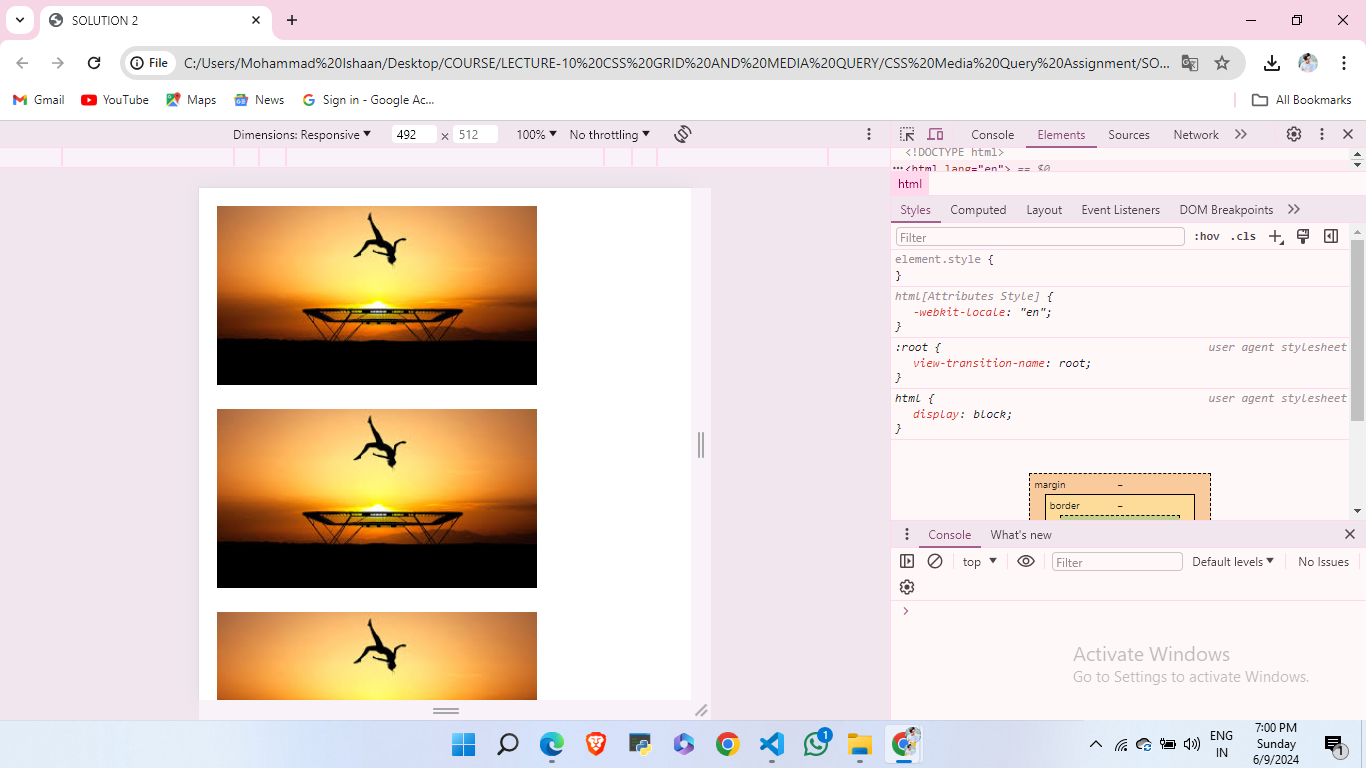 SOLUTION 2
File
C:/Users/Mohammad%20Ishaan/Desktop/COURSE/LECTURE-10%20CSS%20GRID%20AND%20MEDIA%20QUERY/CSS%20Media%20Query%20Assignment/SO...
Gmail YouTube Maps News Sign in - Google Ac... All Bookmarks
Dimensions: Responsive 492 × 512 100% No throttling
Console Elements Sources Network
<!DOCTYPE html>
<html lang="en"> == $0
html
Styles Computed Layout Event Listeners DOM Breakpoints
Filter :hov .cls
element.style {
}
html[Attributes Style] {
-webkit-locale: "en";
}
:root { user agent stylesheet
view-transition-name: root;
}
html { user agent stylesheet
display: block;
}
margin –
border –
Console What's new
top Filter Default levels No Issues
Activate Windows
Go to Settings to activate Windows.
1
ENG
IN
7:00 PM
Sunday
6/9/2024
1